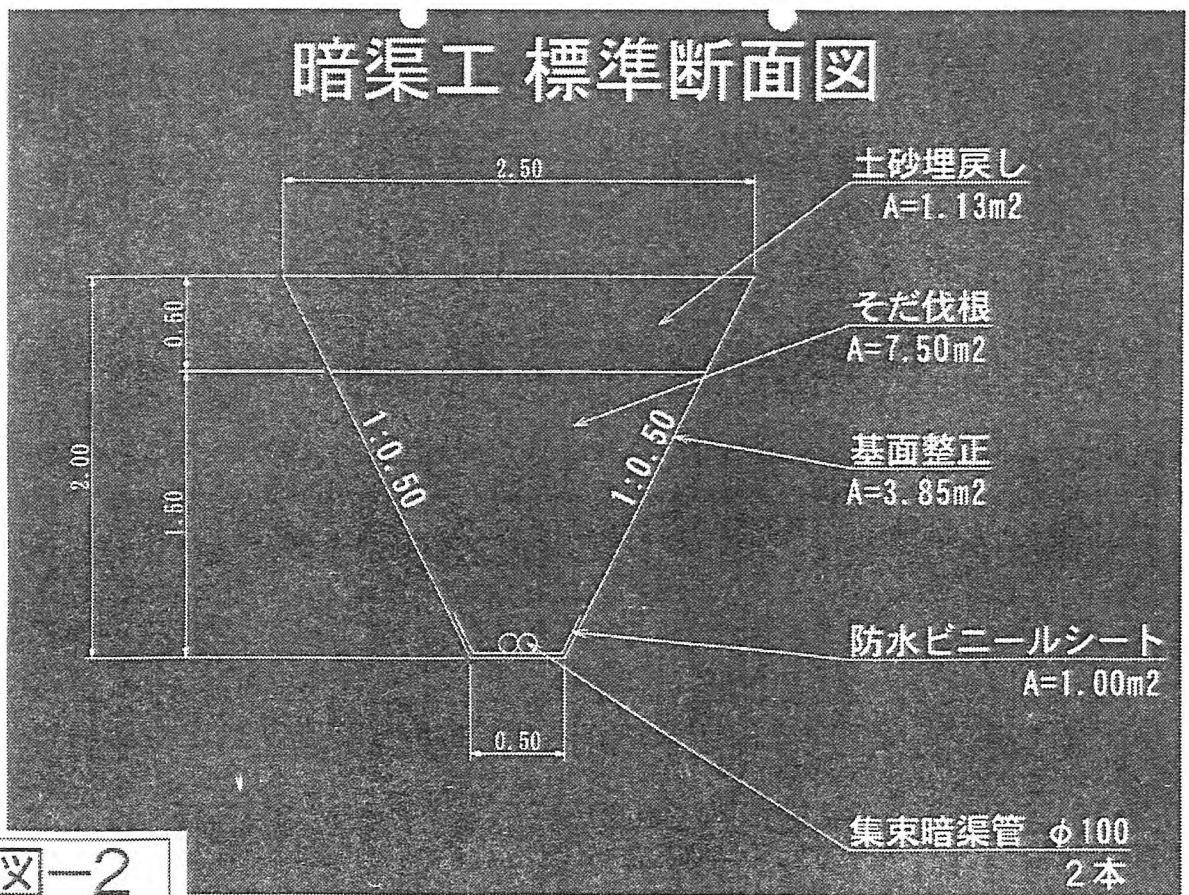 暗渠工 標準断面図
2.50
土砂埋戻し
A=1.13m2
0.50
そだ伐根
A=7.50m2
2.00
1.50
1:0.50
1:0.50
基面整正
A=3.85m2
防水ビニールシート
A=1.00m2
0.50
集束暗渠管 φ100
2本
図-2